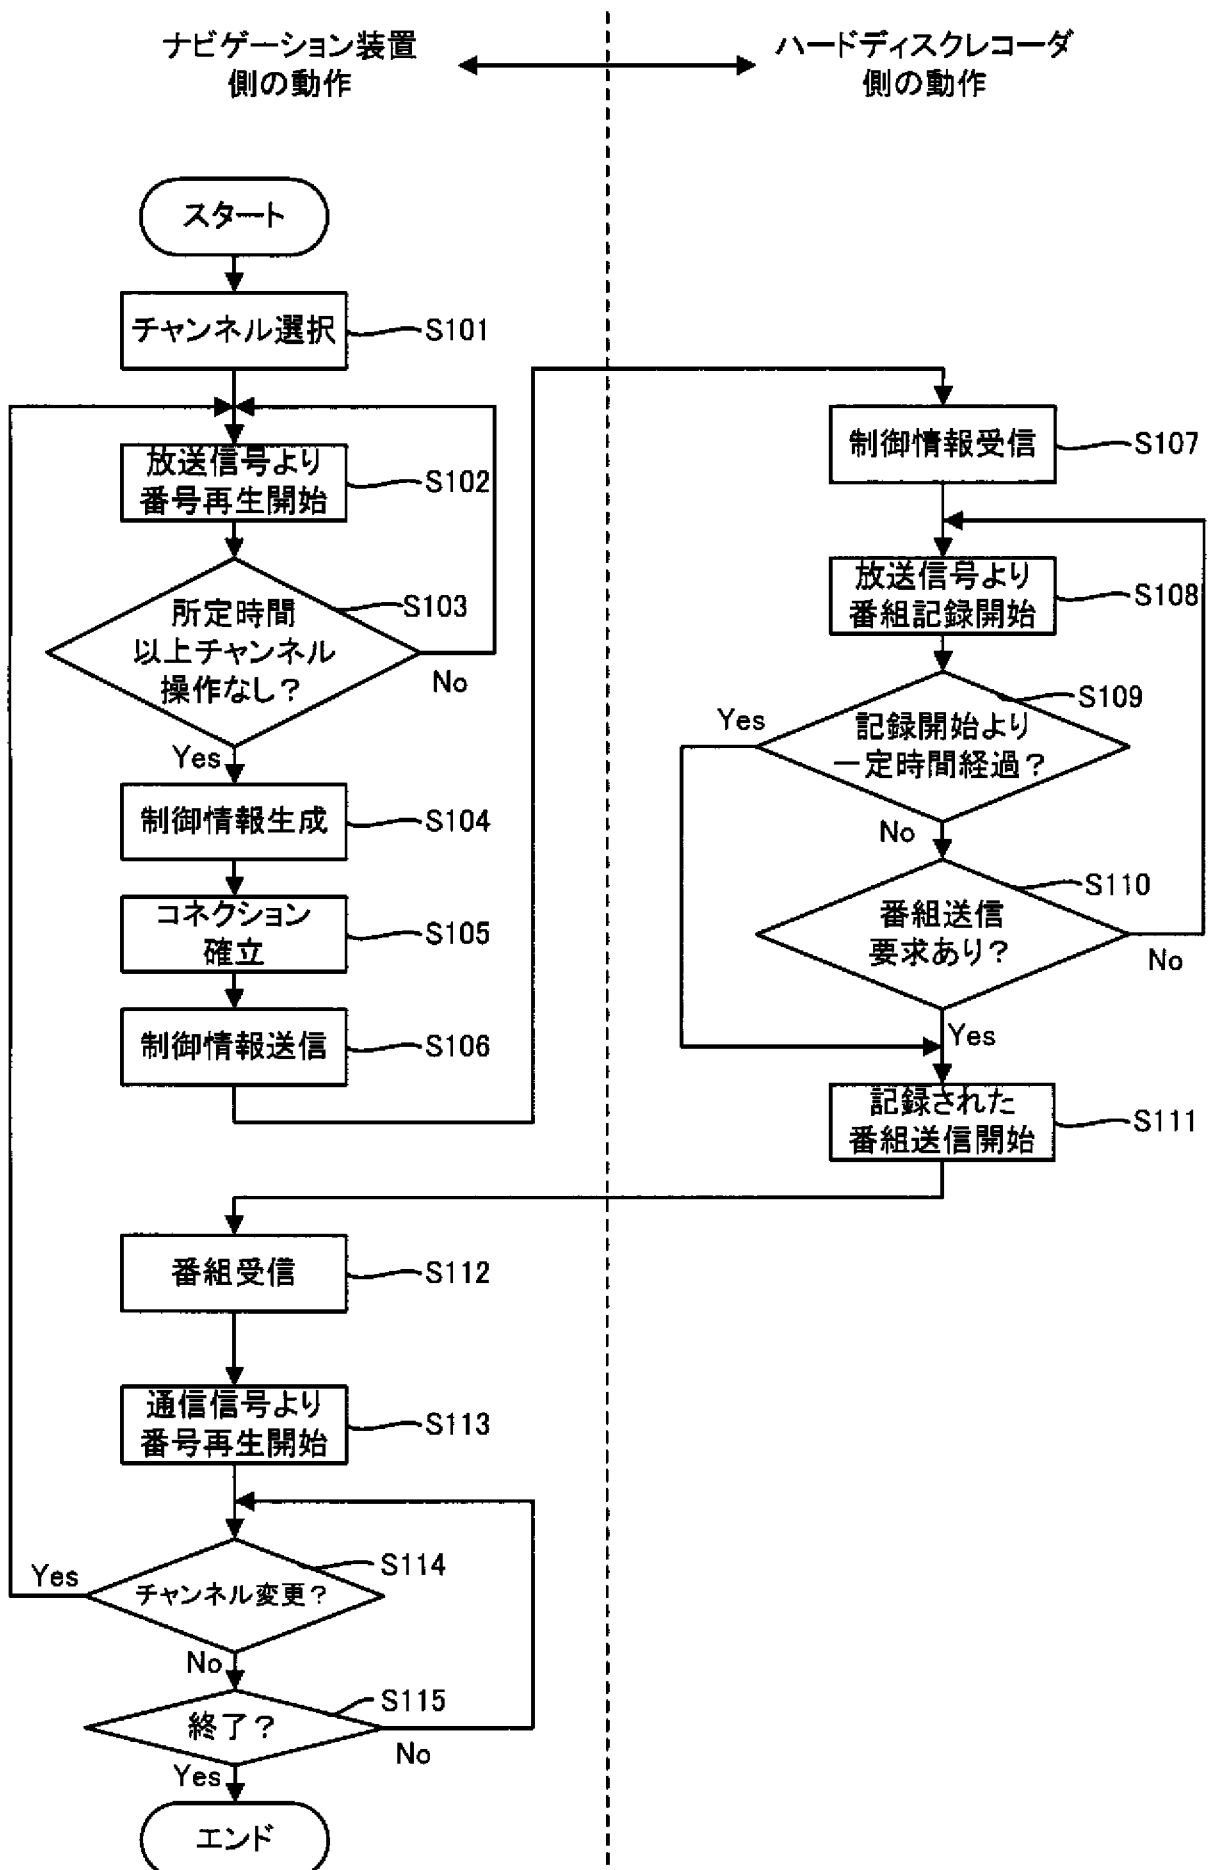 ナビゲーション装置
側の動作
ハードディスクレコーダ
側の動作
スタート
チャンネル選択
S101
放送信号より
番号再生開始
S102
所定時間
以上チャンネル
操作なし?
S103
No
Yes
制御情報生成
S104
コネクション
確立
S105
制御情報送信
S106
制御情報受信
S107
放送信号より
番組記録開始
S108
記録開始より
一定時間経過?
S109
Yes
No
番組送信
要求あり?
S110
No
Yes
記録された
番組送信開始
S111
番組受信
S112
通信信号より
番号再生開始
S113
チャンネル変更?
S114
Yes
No
終了?
S115
No
Yes
エンド